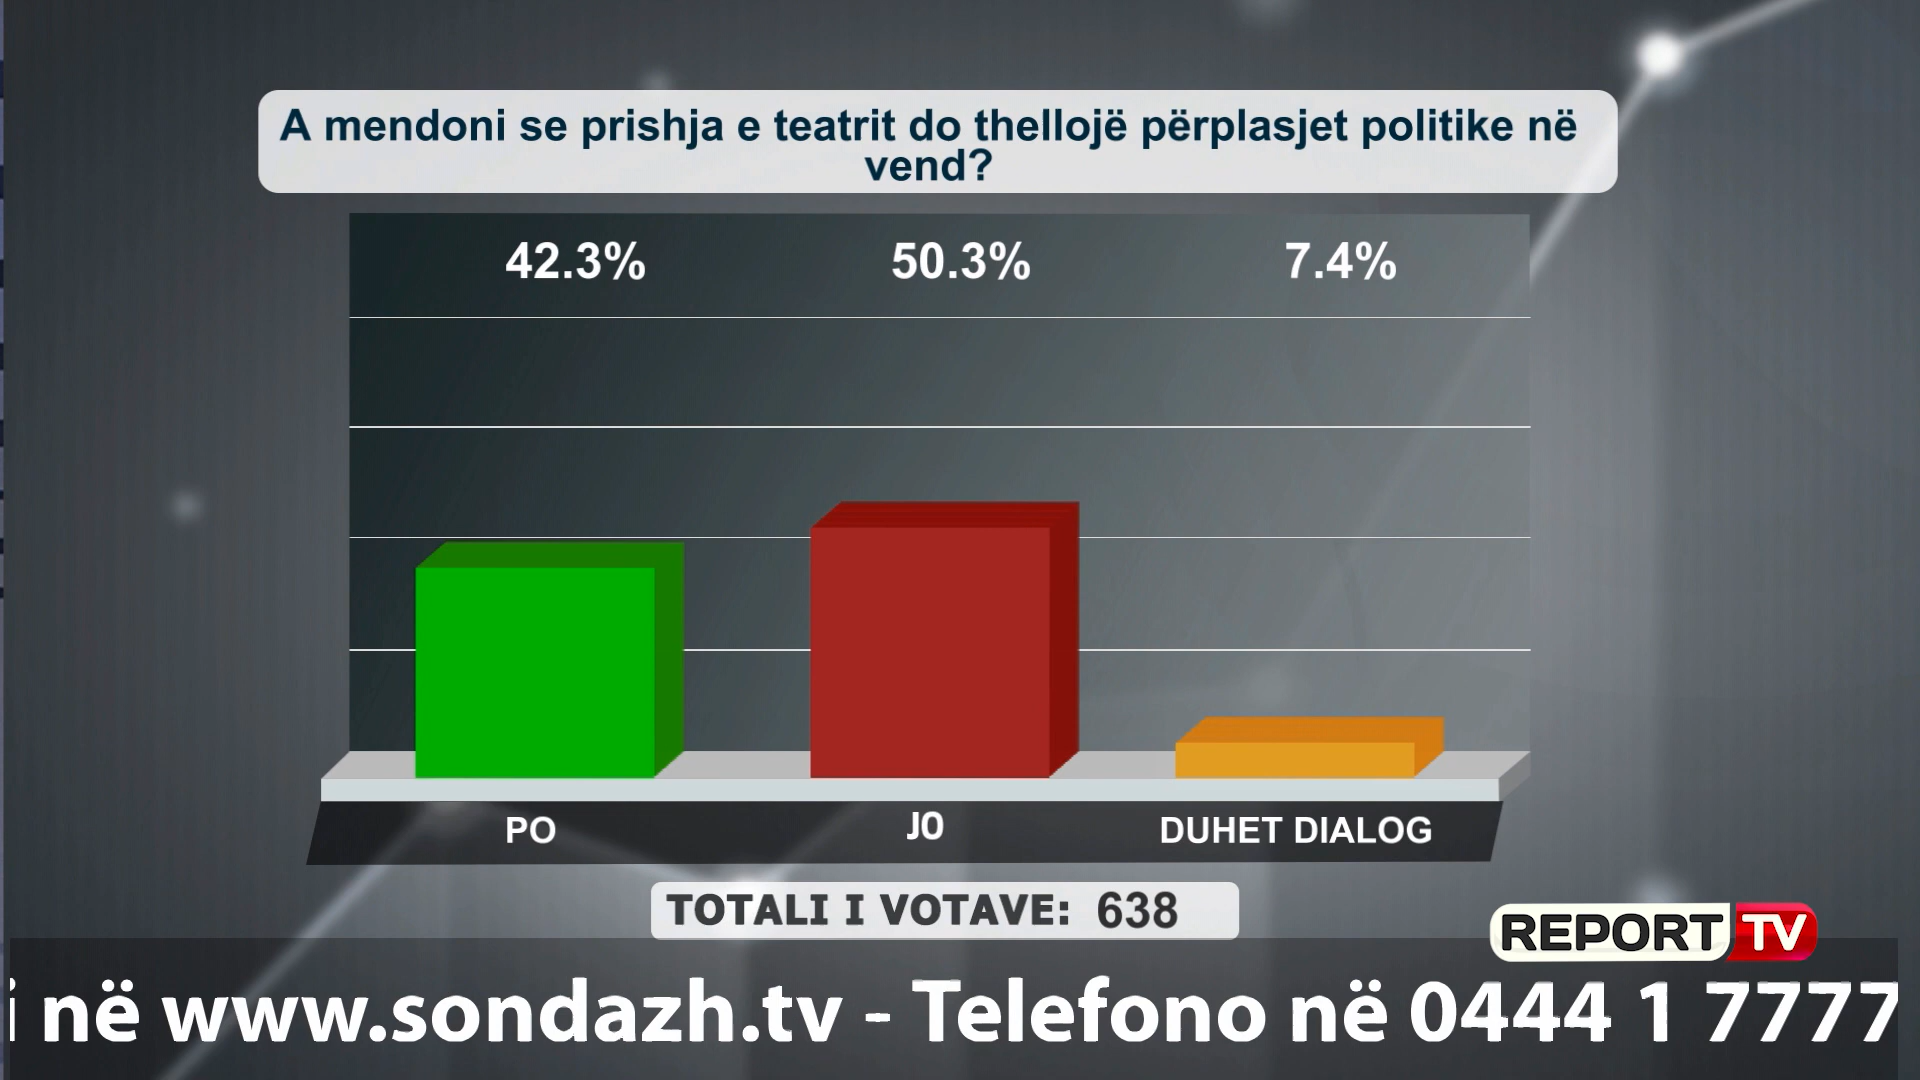 A mendoni se prishja e teatrit do thellojë përplasjet politike në
vend?
42.3% 50.3% 7.4%
PO JO DUHET DIALOG
TOTALI I VOTAVE: 638
REPORT TV
i në www.sondazh.tv - Telefono në 0444 1 7777